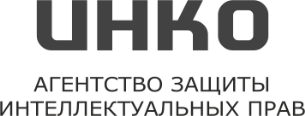 ИНКО
АГЕНТСТВО ЗАЩИТЫ
ИНТЕЛЛЕКТУАЛЬНЫХ ПРАВ